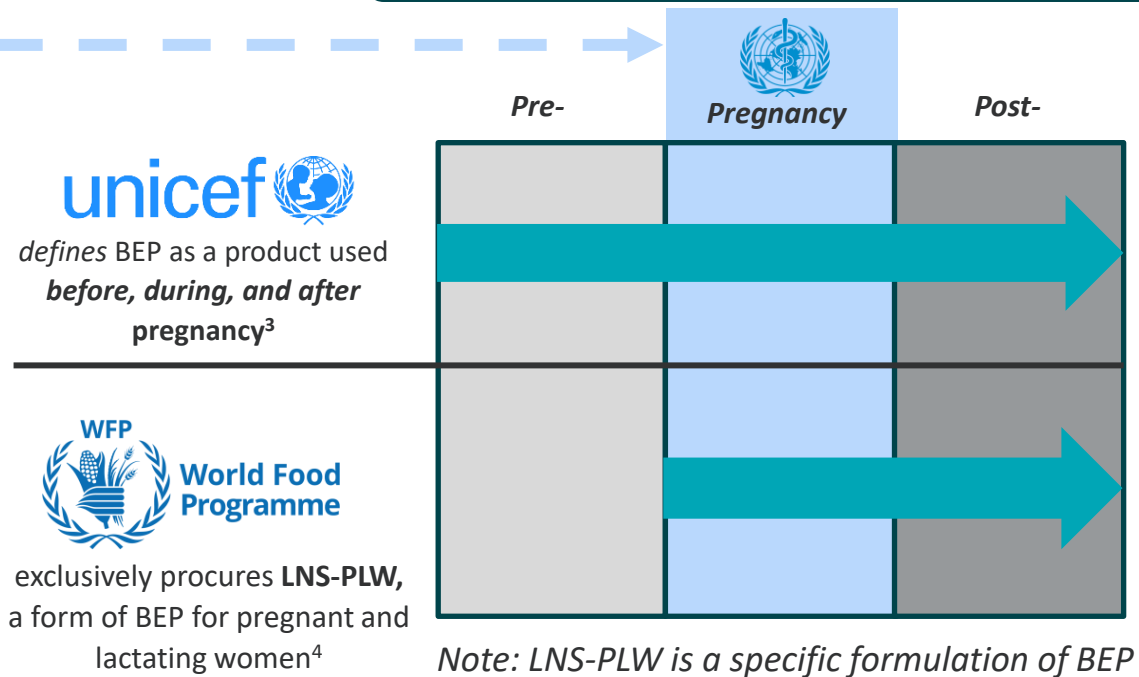 Pre-
Pregnancy
Post-
unicef
defines BEP as a product used
before, during, and after
pregnancy³
WFP
World Food
Programme
exclusively procures LNS-PLW,
a form of BEP for pregnant and
lactating women⁴
Note: LNS-PLW is a specific formulation of BEP